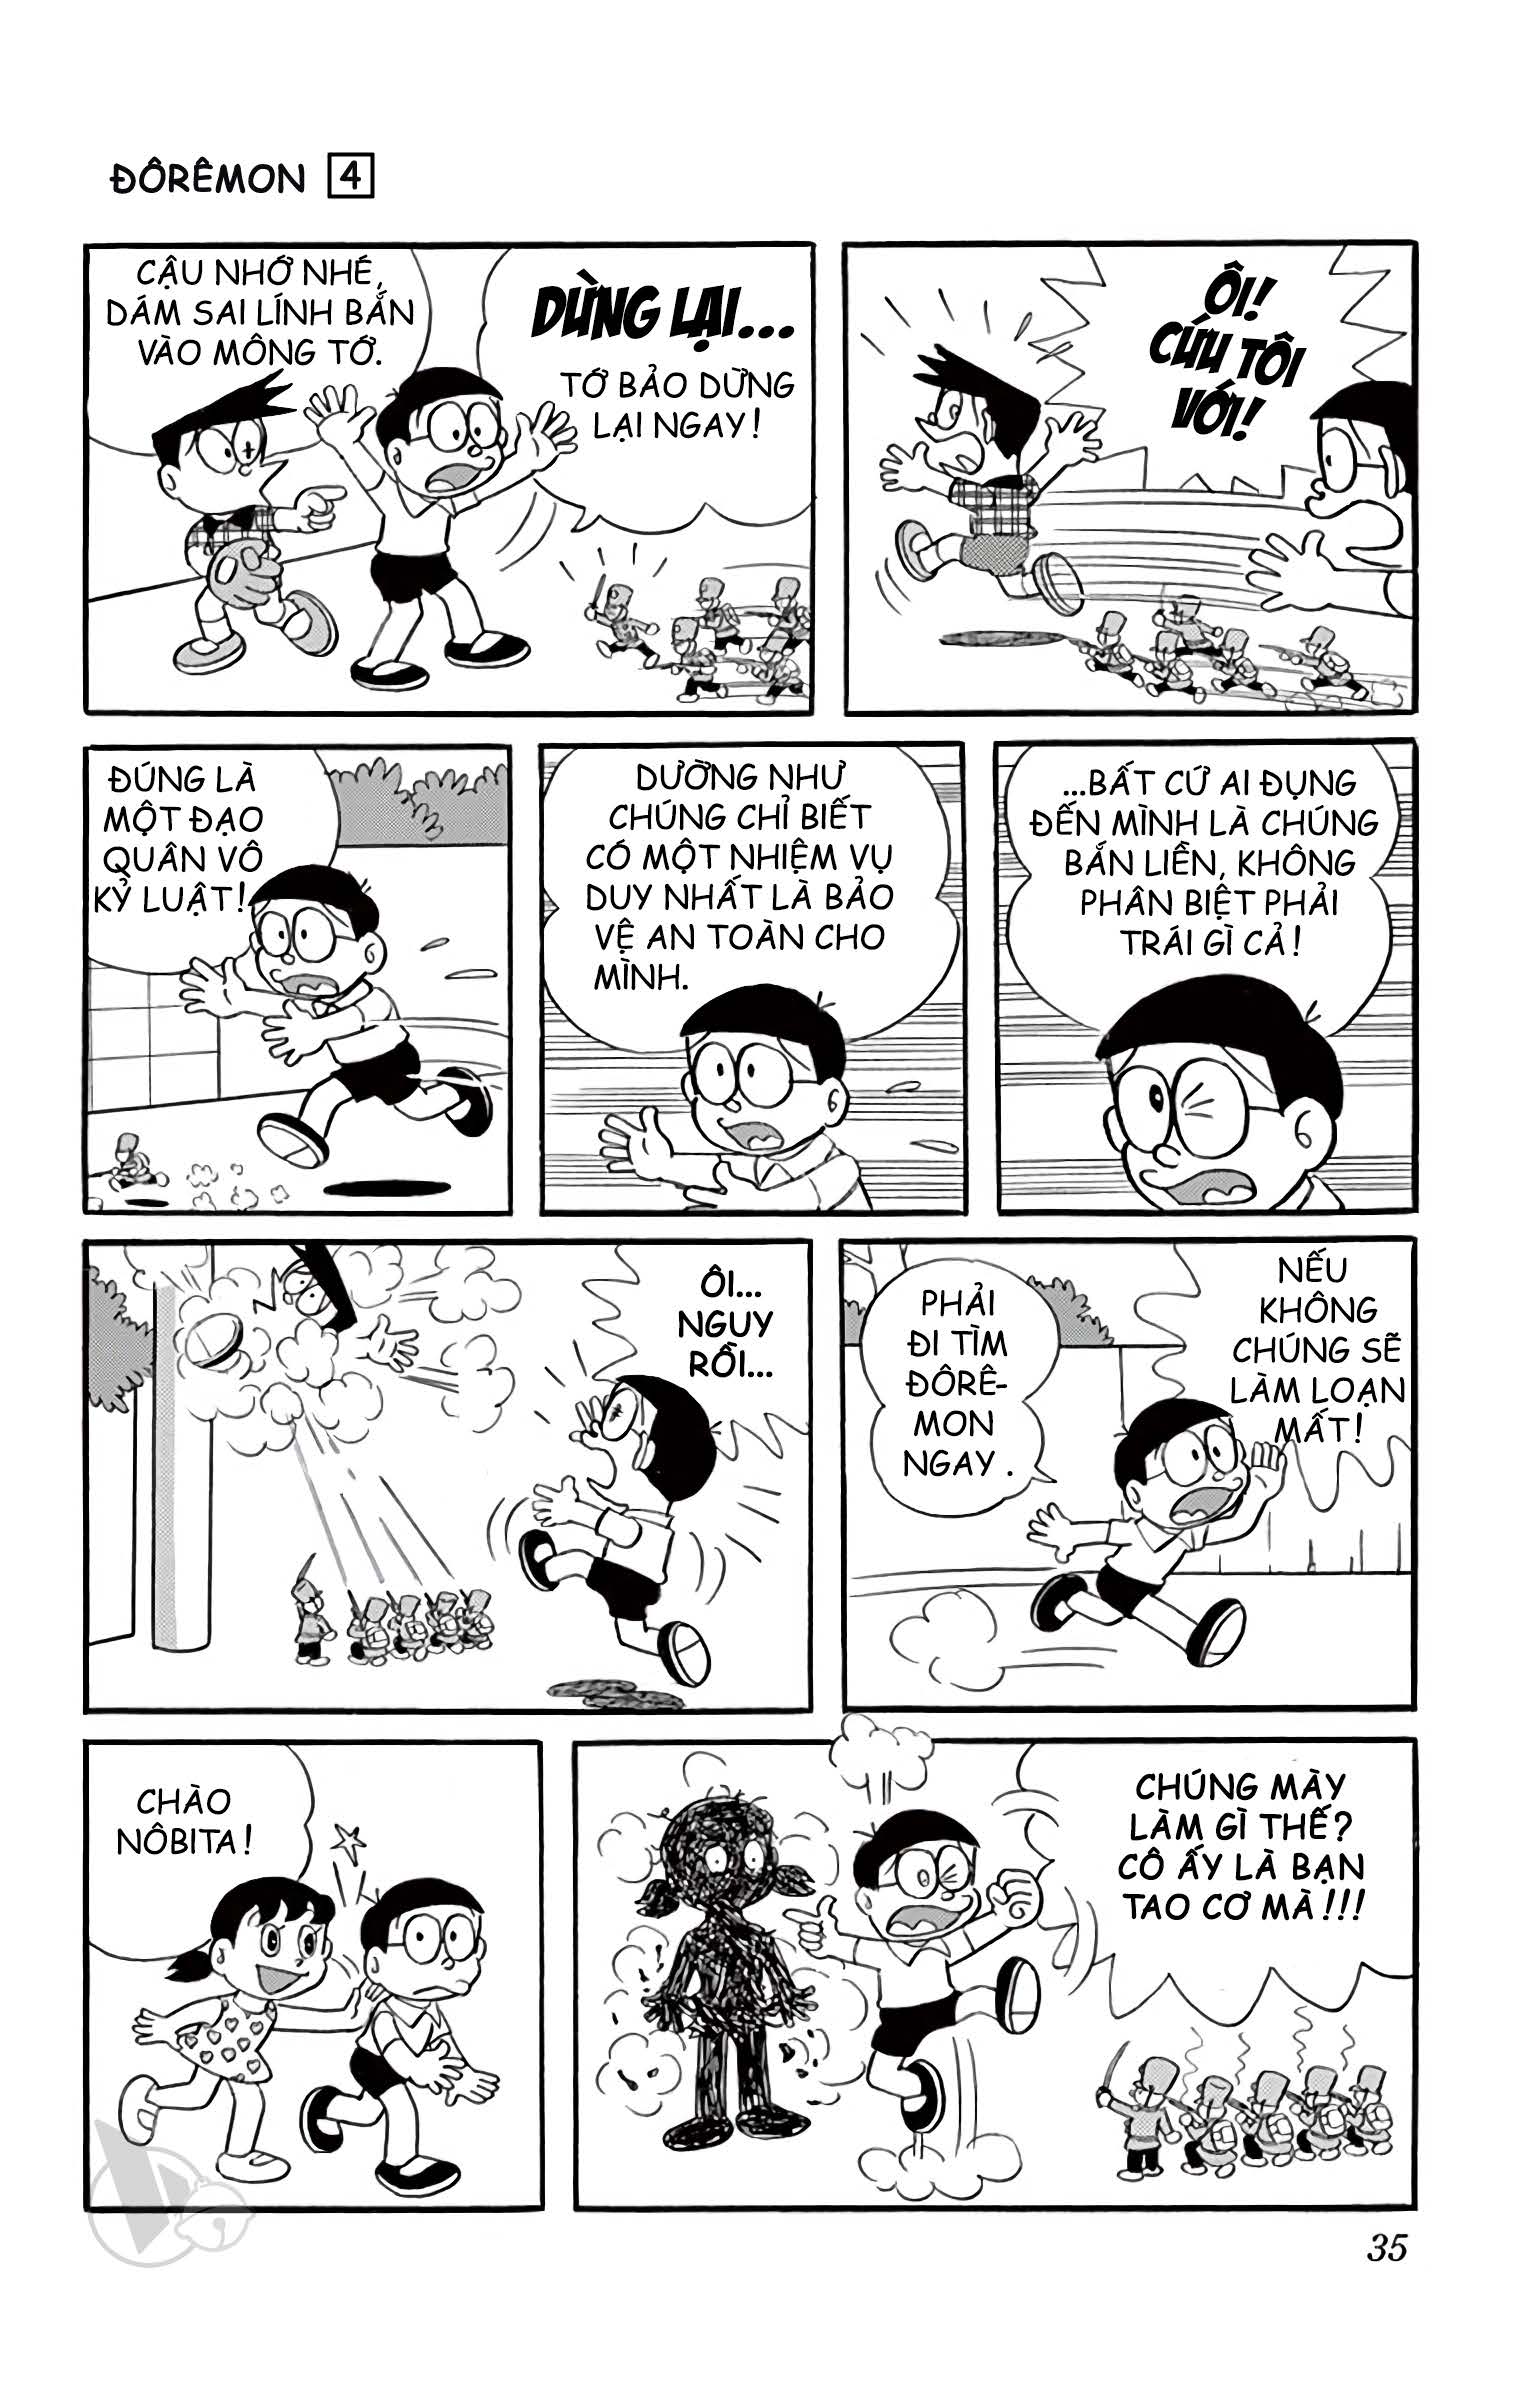 ĐÔRÊMON 4
CẬU NHỚ NHÉ,
DÁM SAI LÍNH BẮN
VÀO MÔNG TỚ.
DỪNG LẠI...
TỚ BẢO DỪNG
LẠI NGAY!
ÔI!
CỨU TÔI
VỚI!
ĐÚNG LÀ
MỘT ĐẠO
QUÂN VÔ
KỶ LUẬT!
DƯỜNG NHƯ
CHÚNG CHỈ BIẾT
CÓ MỘT NHIỆM VỤ
DUY NHẤT LÀ BẢO
VỆ AN TOÀN CHO
MÌNH.
...BẤT CỨ AI ĐỤNG
ĐẾN MÌNH LÀ CHÚNG
BẮN LIỀN, KHÔNG
PHÂN BIỆT PHẢI
TRÁI GÌ CẢ!
ÔI...
NGUY
RỒI...
PHẢI
ĐI TÌM
ĐÔRÊ-
MON
NGAY.
NẾU
KHÔNG
CHÚNG SẼ
LÀM LOẠN
MẤT!
CHÀO
NÔBITA!
CHÚNG MÀY
LÀM GÌ THẾ?
CÔ ẤY LÀ BẠN
TAO CƠ MÀ!!!
35